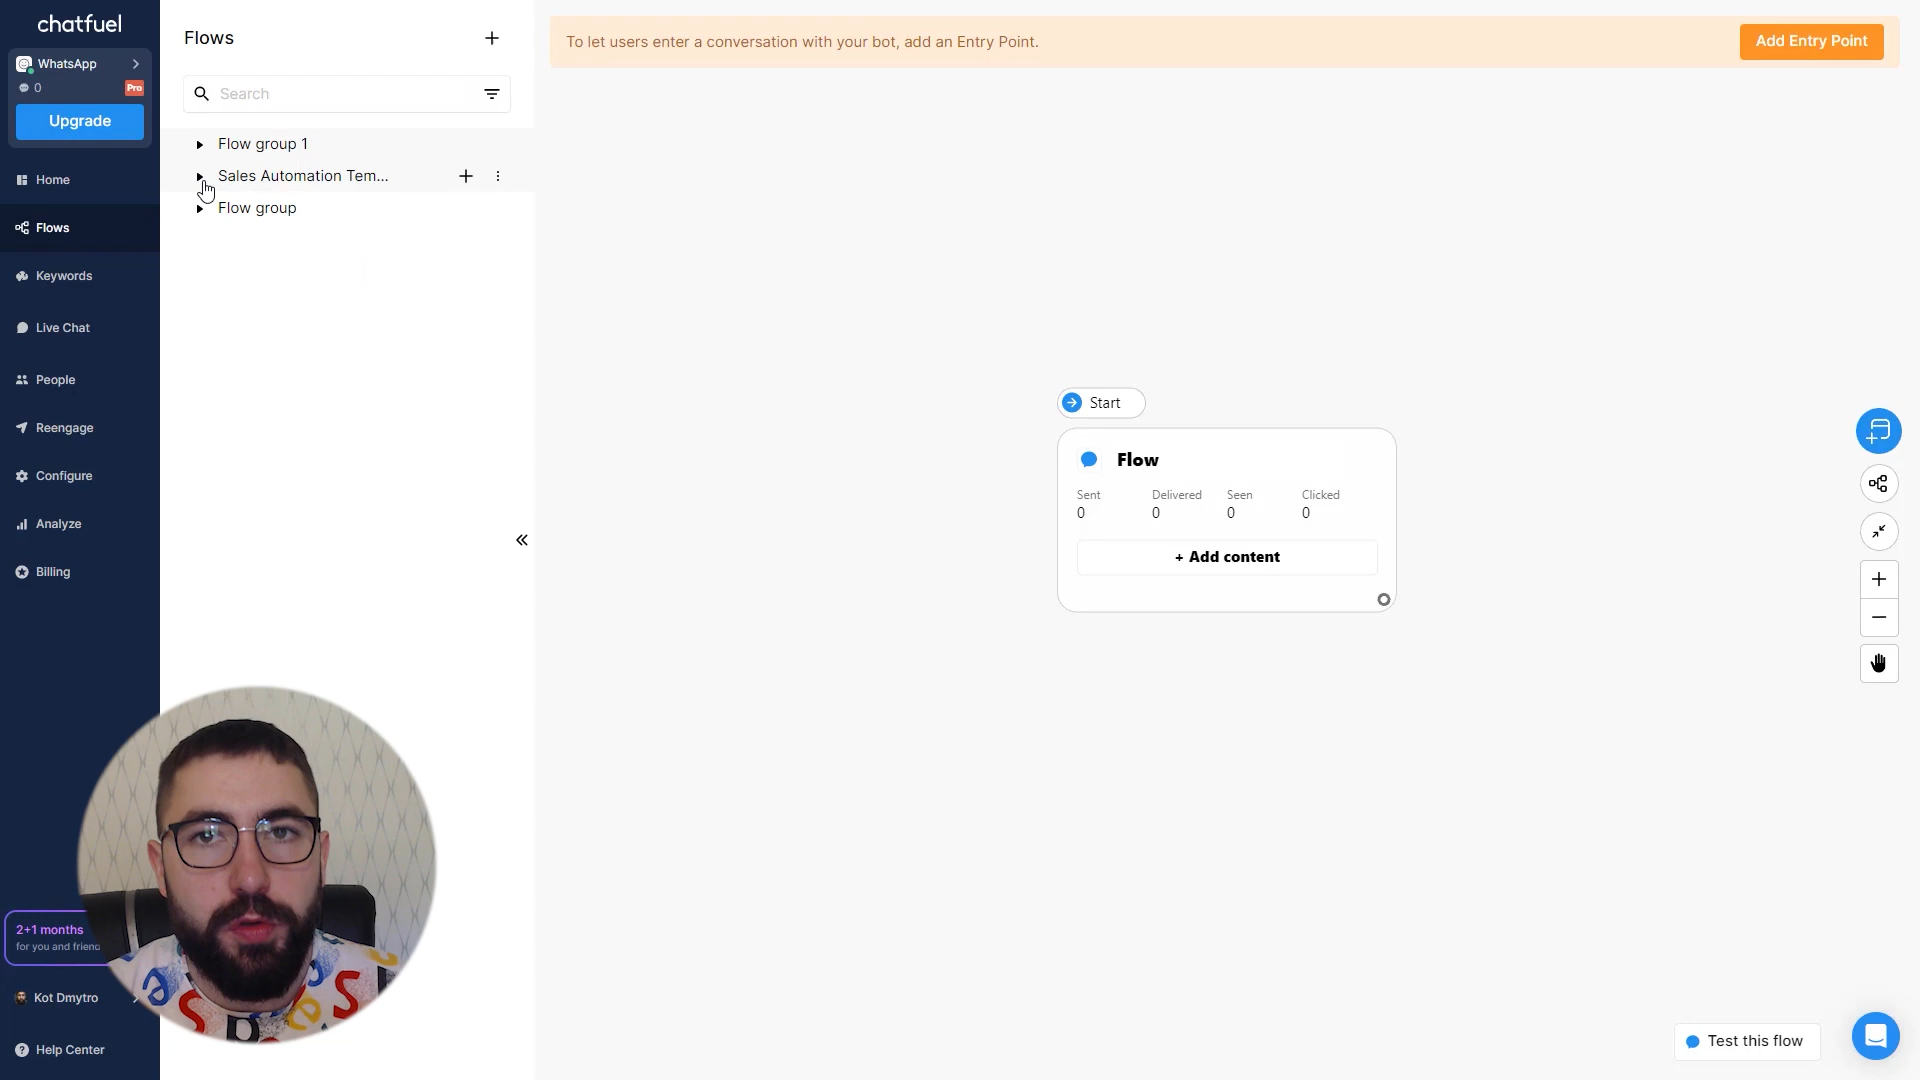 chatfuel
WhatsApp
0
Pro
Upgrade
Home
Flows
Keywords
Live Chat
People
Reengage
Configure
Analyze
Billing
2+1 months
for you and frienc
Kot Dmytro
Help Center
Flows
Search
Flow group 1
Sales Automation Tem...
Flow group
To let users enter a conversation with your bot, add an Entry Point.
Add Entry Point
Start
Flow
Sent Delivered Seen Clicked
0 0 0 0
+ Add content
Test this flow